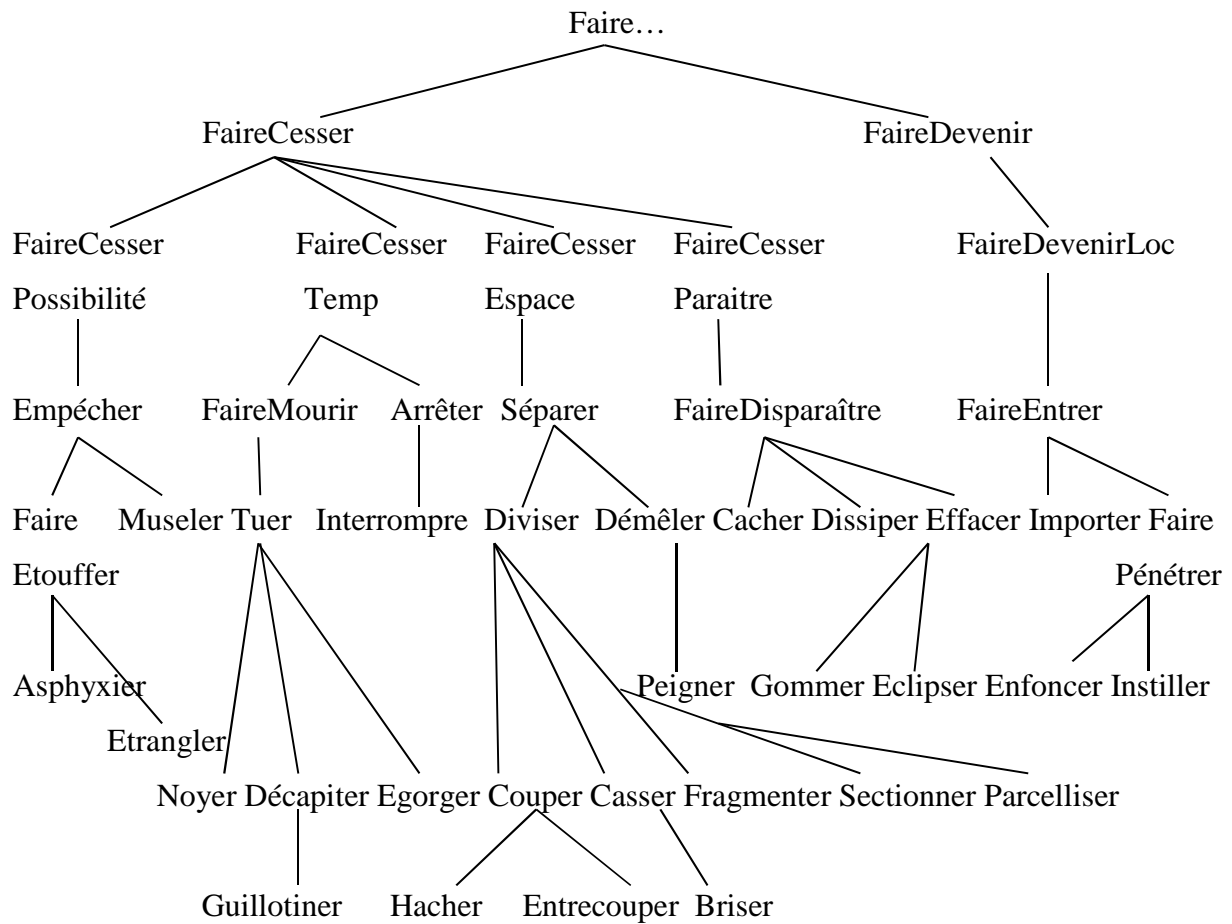 Faire…
FaireCesser FaireDevenir
FaireCesser FaireCesser FaireCesser FaireCesser FaireDevenirLoc
Possibilité Temp Espace Paraitre
Empécher FaireMourir Arrêter Séparer FaireDisparaître FaireEntrer
Faire Museler Tuer Interrompre Diviser Démêler Cacher Dissiper Effacer Importer Faire
Etouffer Pénétrer
Asphyxier Peigner Gommer Eclipser Enfoncer Instiller
Etrangler
Noyer Décapiter Egorger Couper Casser Fragmenter Sectionner Parcelliser
Guillotiner Hacher Entrecouper Briser